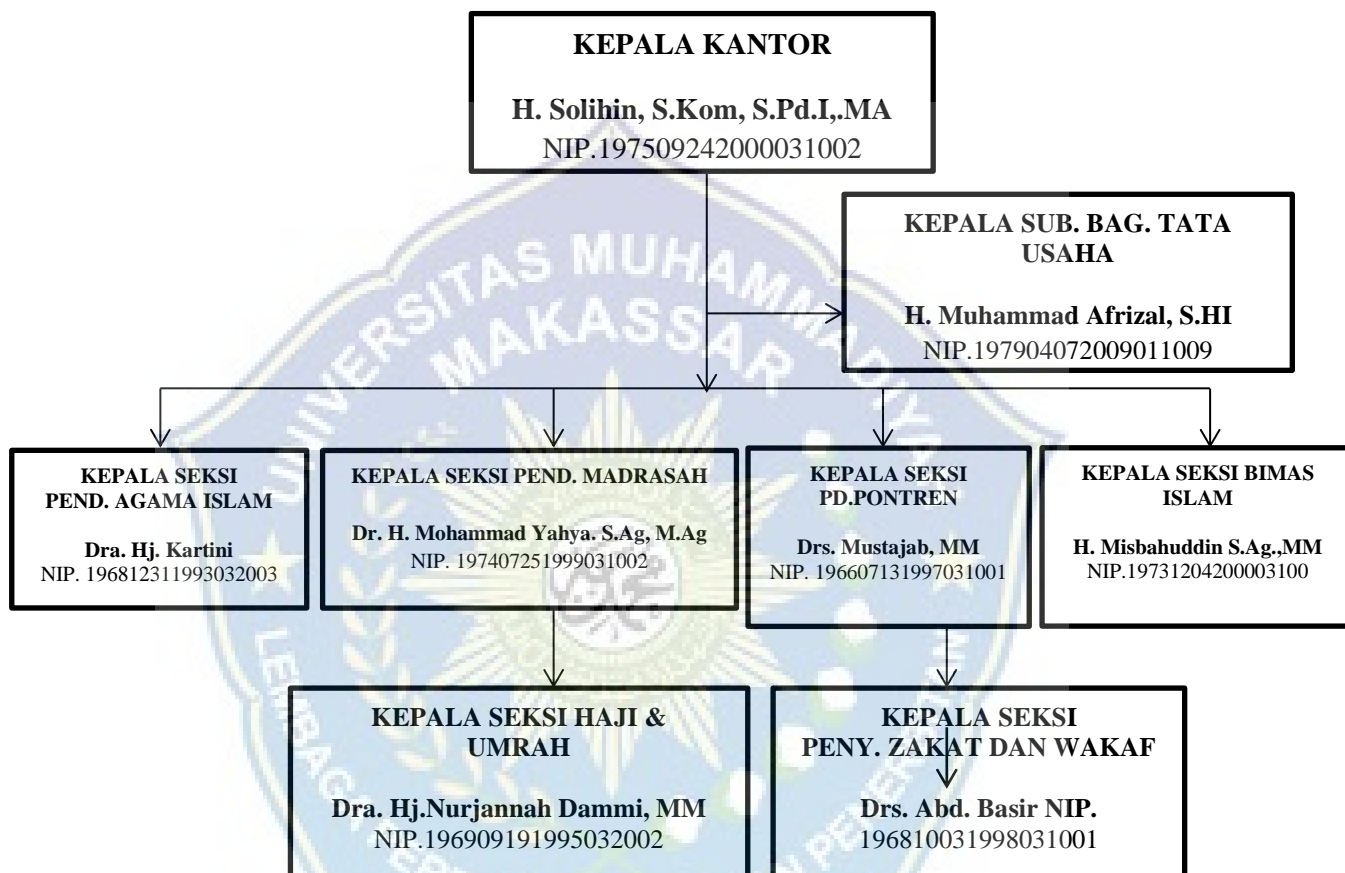 KEPALA KANTOR
H. Solihin, S.Kom, S.Pd.I,.MA
NIP.197509242000031002
KEPALA SUB. BAG. TATA
USAHA
H. Muhammad Afrizal, S.HI
NIP.197904072009011009
KEPALA SEKSI
PEND. AGAMA ISLAM
Dra. Hj. Kartini
NIP. 196812311993032003
KEPALA SEKSI PEND. MADRASAH
Dr. H. Mohammad Yahya. S.Ag, M.Ag
NIP. 197407251999031002
KEPALA SEKSI
PD.PONTREN
Drs. Mustajab, MM
NIP. 196607131997031001
KEPALA SEKSI BIMAS
ISLAM
H. Misbahuddin S.Ag.,MM
NIP.19731204200003100
KEPALA SEKSI HAJI &
UMRAH
Dra. Hj.Nurjannah Dammi, MM
NIP.196909191995032002
KEPALA SEKSI
PENY. ZAKAT DAN WAKAF
Drs. Abd. Basir NIP.
196810031998031001
UNIVERSITAS MUHAMMADIYA
MAKASSAR